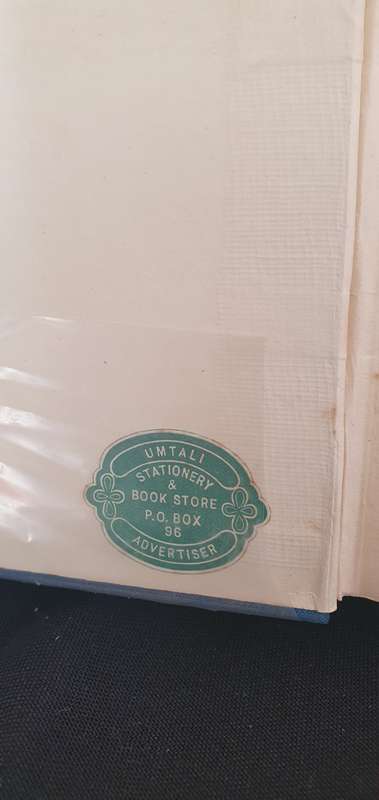 UMTALI
STATIONERY
&
BOOK STORE
P.O. BOX
96
ADVERTISER